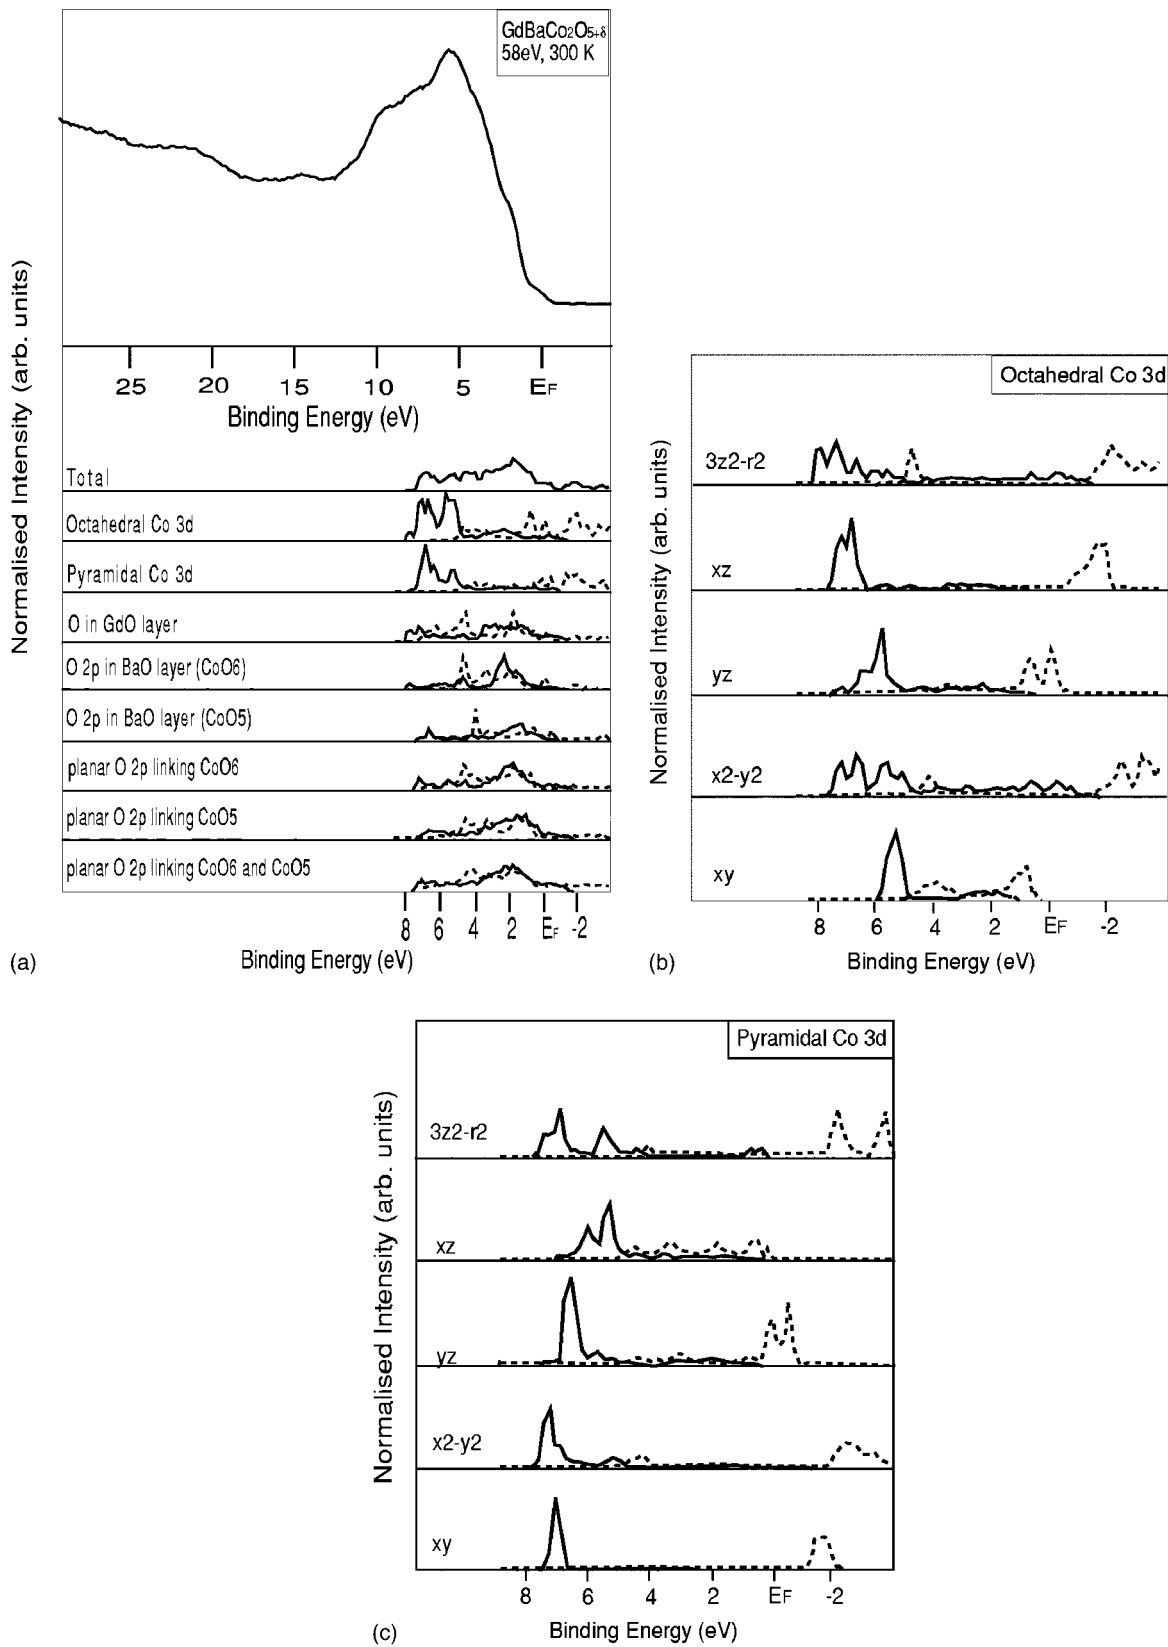 GdBaCo2O5+δ
58eV, 300 K
Normalised Intensity (arb. units)
25 20 15 10 5 EF
Binding Energy (eV)
Total
Octahedral Co 3d
Pyramidal Co 3d
O in GdO layer
O 2p in BaO layer (CoO6)
O 2p in BaO layer (CoO5)
planar O 2p linking CoO6
planar O 2p linking CoO5
planar O 2p linking CoO6 and CoO5
8 6 4 2 EF -2
Binding Energy (eV)
(a)
Octahedral Co 3d
Normalised Intensity (arb. units)
3z2-r2
xz
yz
x2-y2
xy
8 6 4 2 EF -2
Binding Energy (eV)
(b)
Pyramidal Co 3d
Normalised Intensity (arb. units)
3z2-r2
xz
yz
x2-y2
xy
8 6 4 2 EF -2
Binding Energy (eV)
(c)